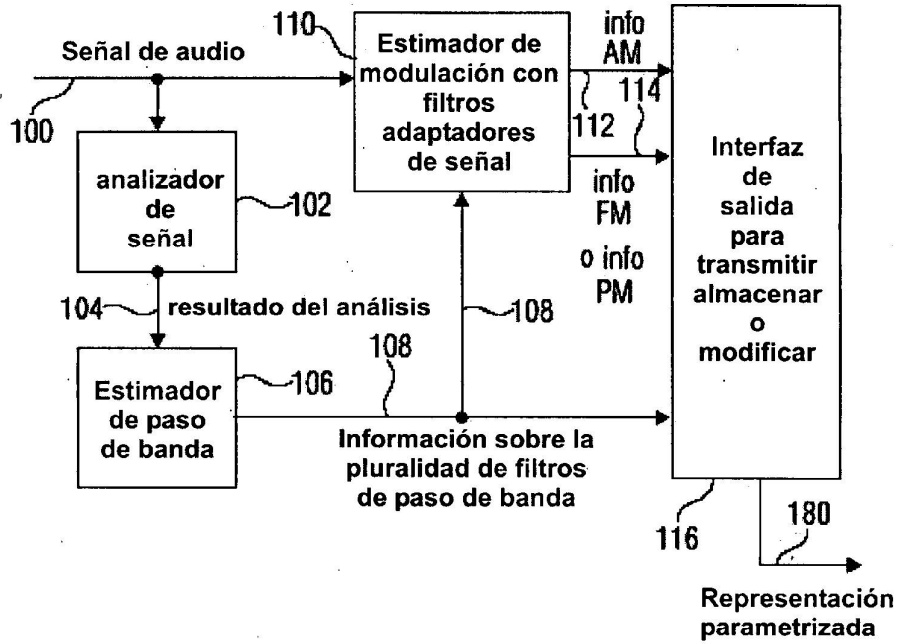 Señal de audio
100
110
Estimador de
modulación con
filtros
adaptadores
de señal
info
AM
112
114
info
FM
o info
PM
analizador
de
señal
102
104
resultado del análisis
108
Estimador
de paso
de banda
106
108
Información sobre la
pluralidad de filtros
de paso de banda
Interfaz
de
salida
para
transmitir
almacenar
o
modificar
116
180
Representación
parametrizada